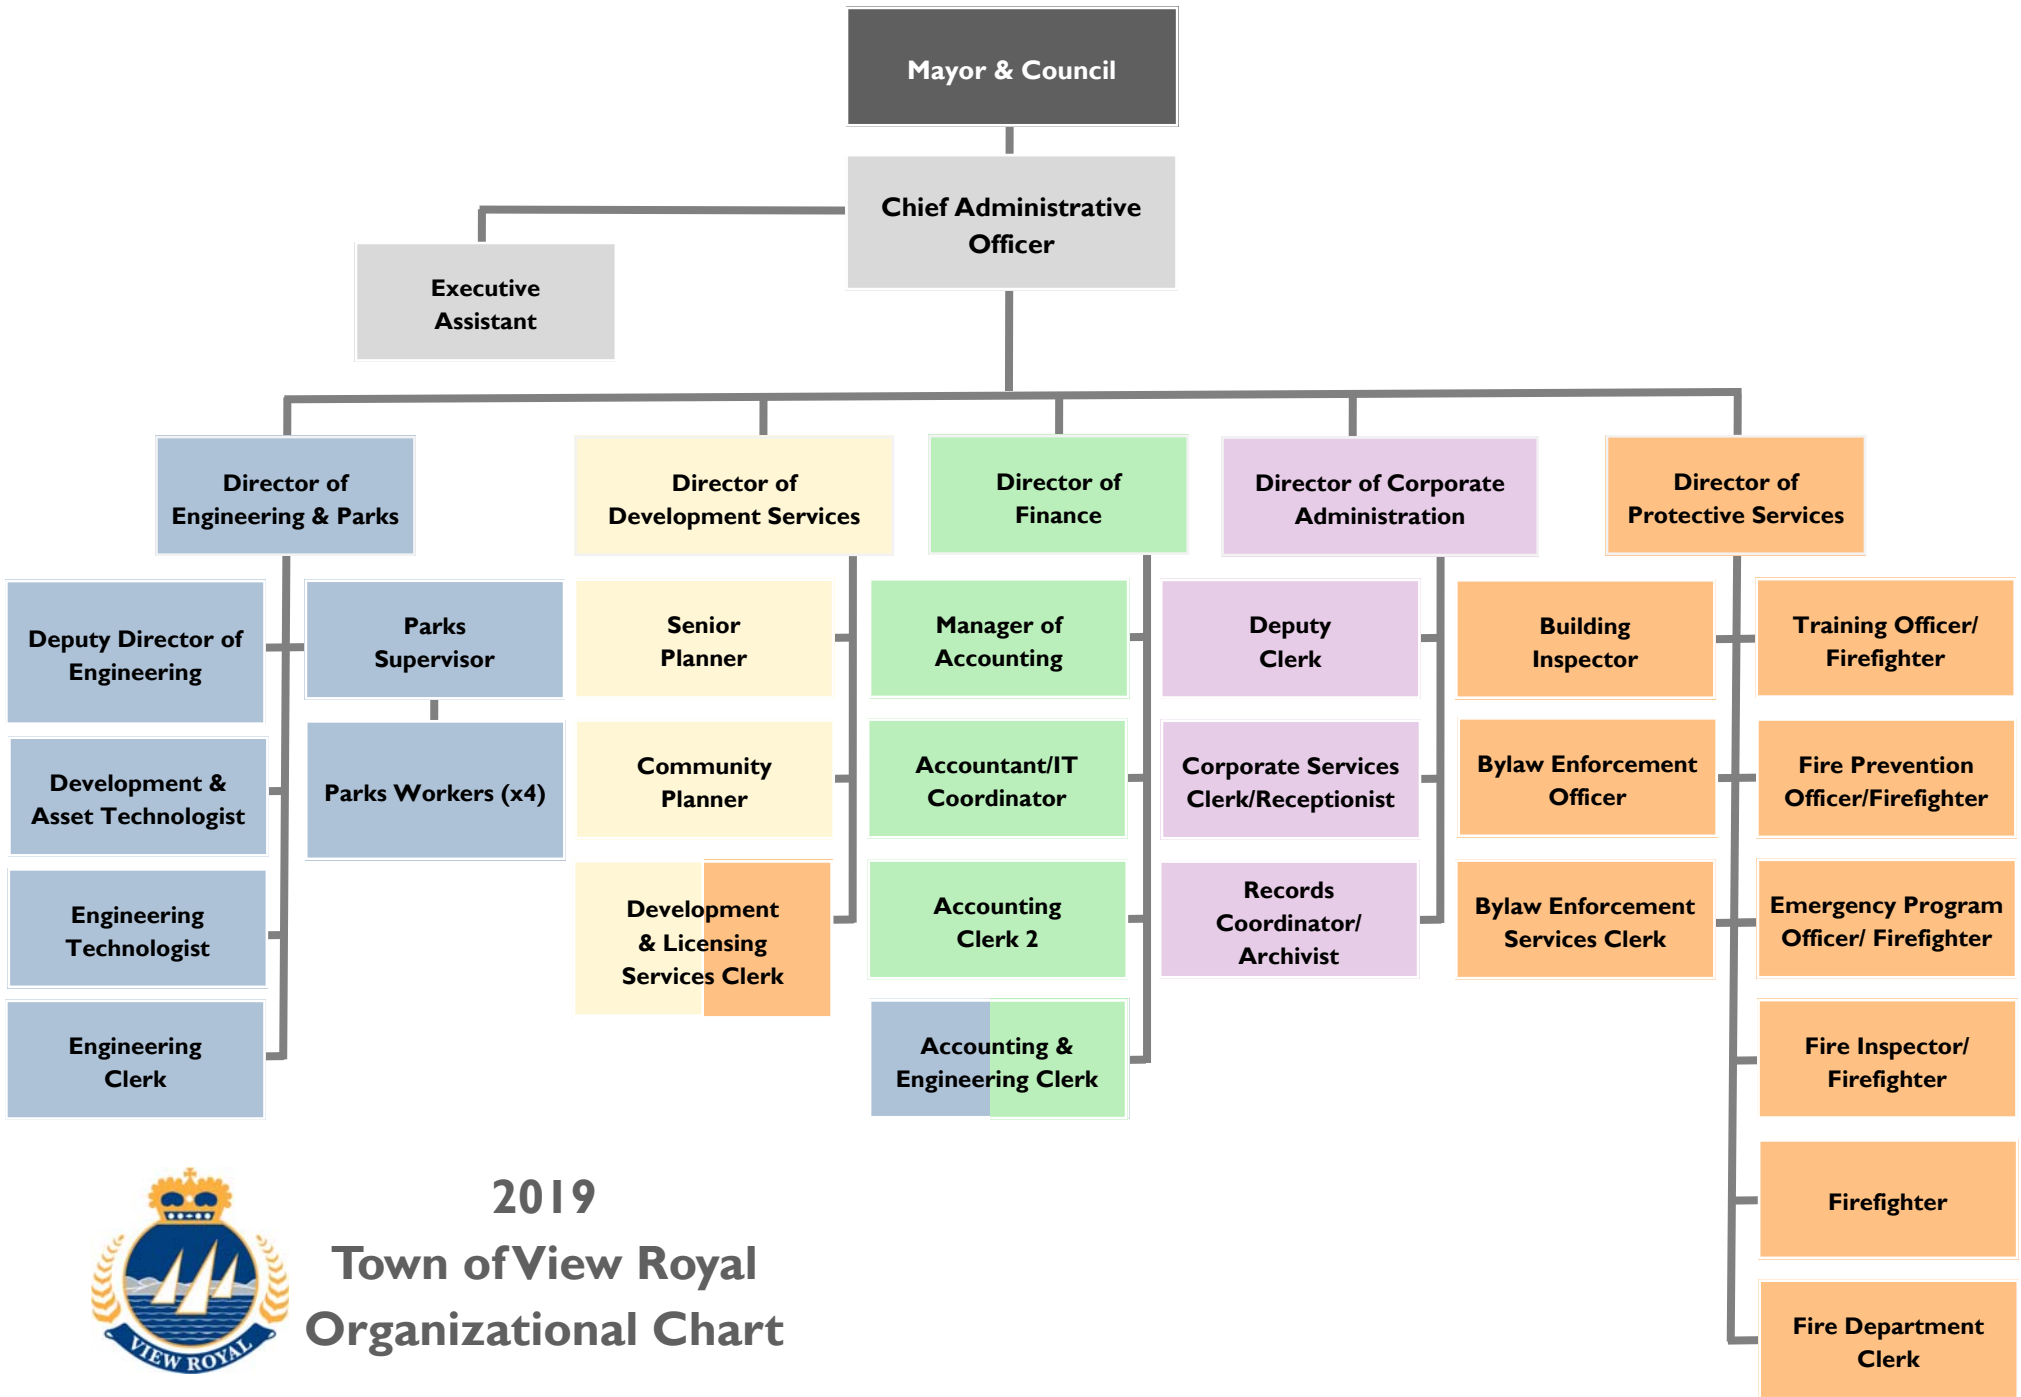 Mayor & Council
Chief Administrative
Officer
Executive
Assistant
Director of
Engineering & Parks
Director of
Development Services
Director of
Finance
Director of Corporate
Administration
Director of
Protective Services
Deputy Director of
Engineering
Parks
Supervisor
Development &
Asset Technologist
Parks Workers (x4)
Engineering
Technologist
Engineering
Clerk
Senior
Planner
Community
Planner
Development
& Licensing
Services Clerk
Manager of
Accounting
Accountant/IT
Coordinator
Accounting
Clerk 2
Accounting &
Engineering Clerk
Deputy
Clerk
Corporate Services
Clerk/Receptionist
Records
Coordinator/
Archivist
Building
Inspector
Bylaw Enforcement
Officer
Bylaw Enforcement
Services Clerk
Training Officer/
Firefighter
Fire Prevention
Officer/Firefighter
Emergency Program
Officer/ Firefighter
Fire Inspector/
Firefighter
Firefighter
Fire Department
Clerk
VIEW ROYAL
2019
Town of View Royal
Organizational Chart